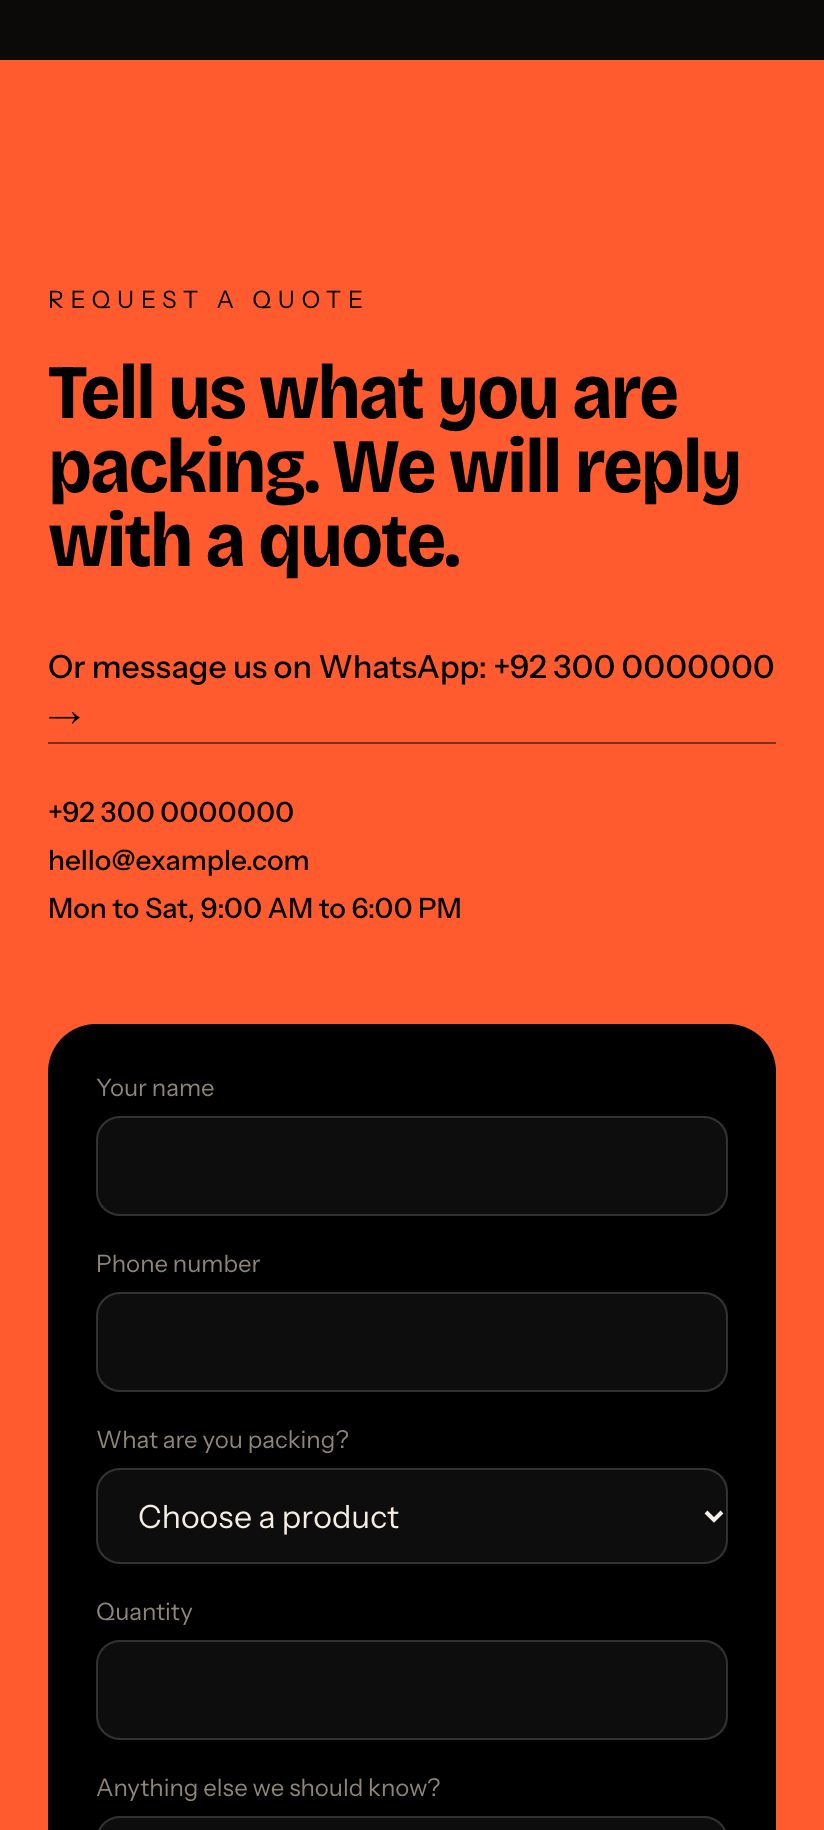 REQUEST A QUOTE
Tell us what you are
packing. We will reply
with a quote.
Or message us on WhatsApp: +92 300 0000000
→
+92 300 0000000
hello@example.com
Mon to Sat, 9:00 AM to 6:00 PM
Your name
Phone number
What are you packing?
Choose a product
Quantity
Anything else we should know?